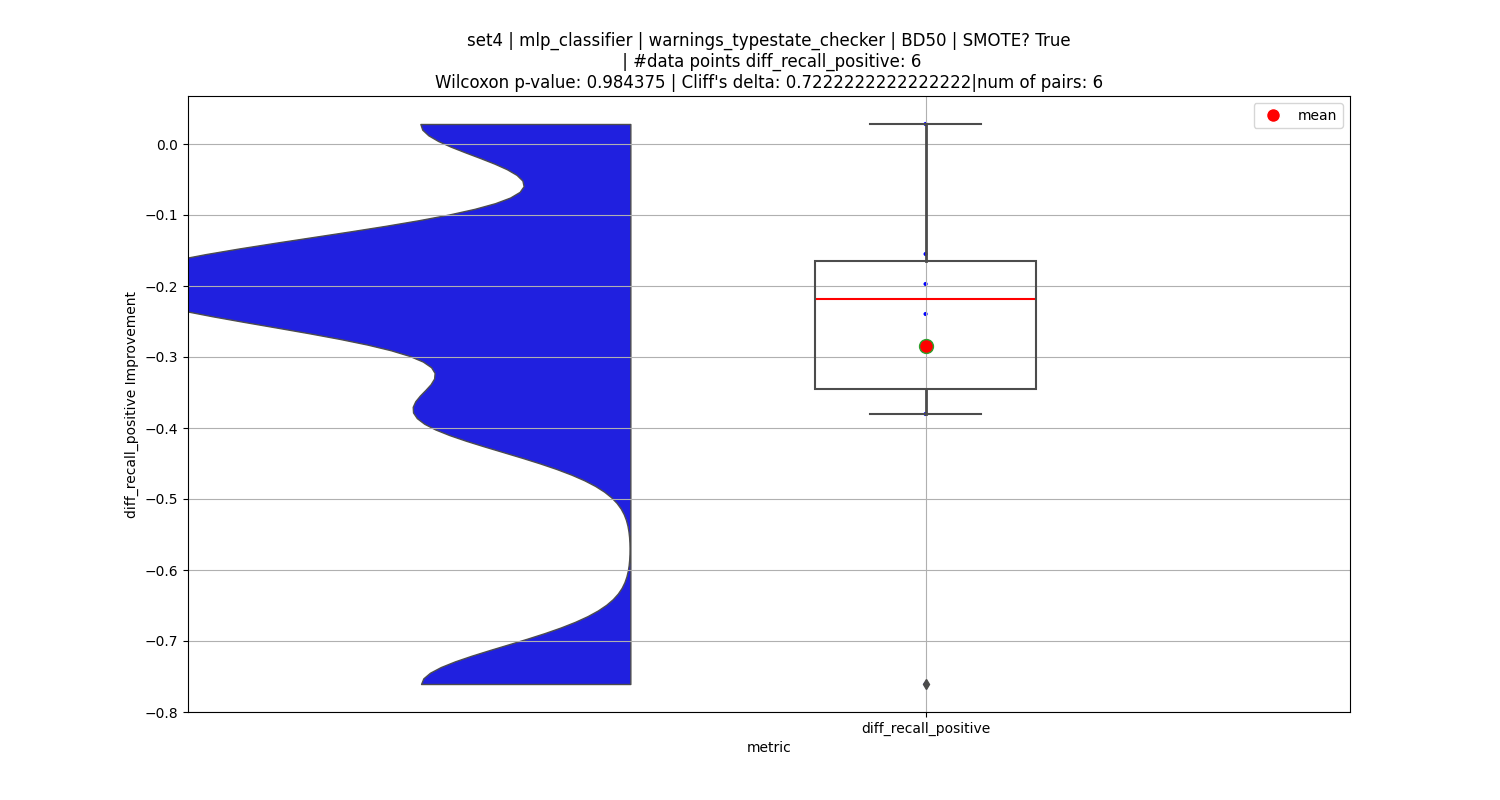 set4 | mlp_classifier | warnings_typestate_checker | BD50 | SMOTE? True
| #data points diff_recall_positive: 6
Wilcoxon p-value: 0.984375 | Cliff's delta: 0.7222222222222222|num of pairs: 6
mean
0.0
−0.1
−0.2
−0.3
−0.4
−0.5
−0.6
−0.7
−0.8
diff_recall_positive Improvement
diff_recall_positive
metric